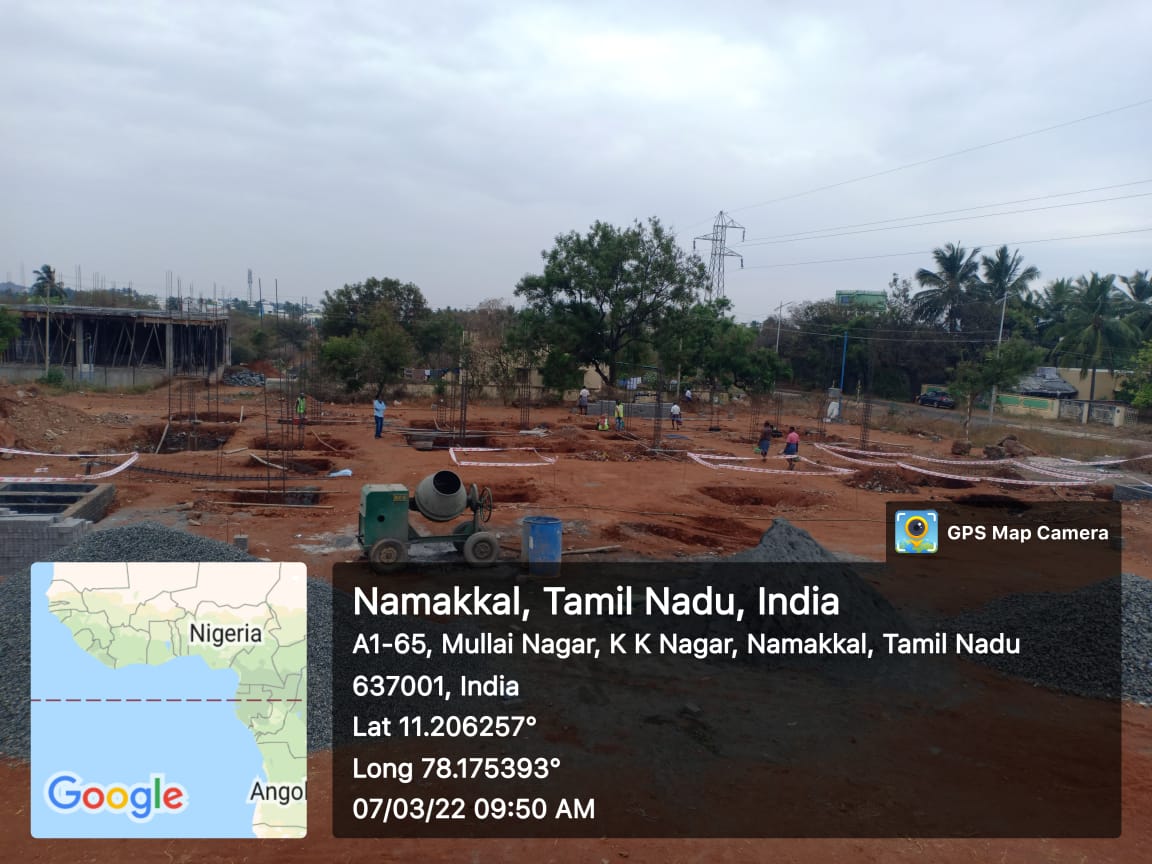 GPS Map Camera
Nigeria
Angol
Google
Namakkal, Tamil Nadu, India
A1-65, Mullai Nagar, K K Nagar, Namakkal, Tamil Nadu
637001, India
Lat 11.206257°
Long 78.175393°
07/03/22 09:50 AM